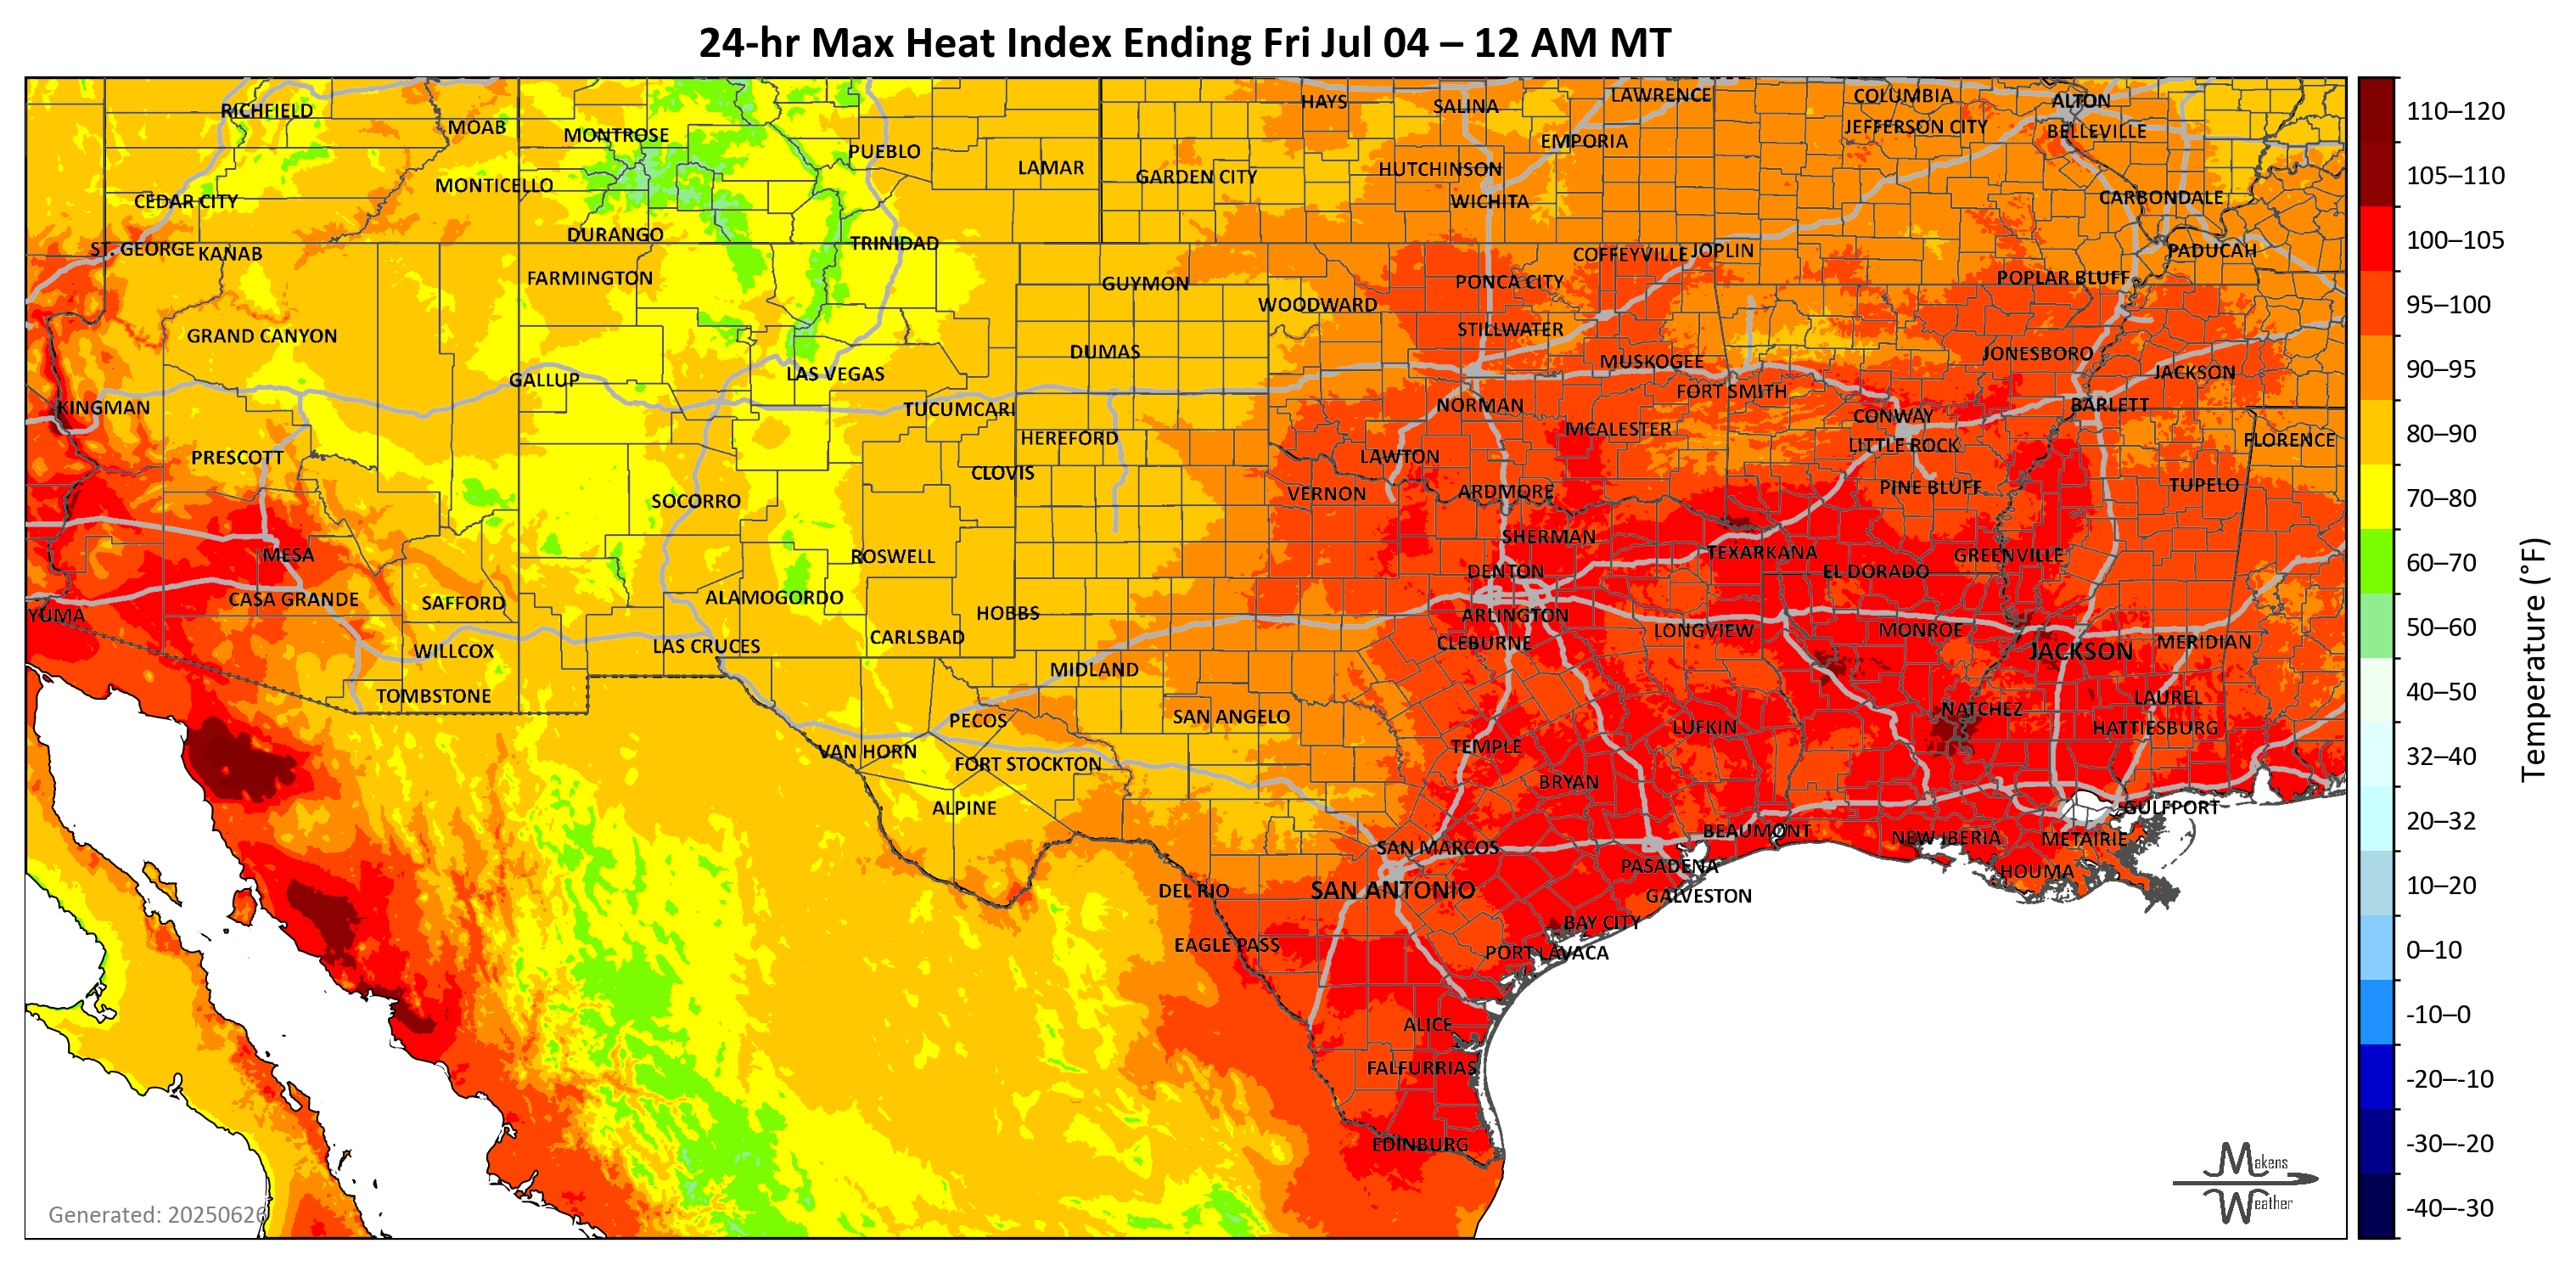 24-hr Max Heat Index Ending Fri Jul 04 – 12 AM MT
RICHFIELD
MOAB
MONTROSE
PUEBLO
LAMAR
GARDEN CITY
HAYS
SALINA
LAWRENCE
EMPORIA
HUTCHINSON
WICHITA
COLUMBIA
JEFFERSON CITY
ALTON
BELLEVILLE
CARBONDALE
CEDAR CITY
MONTICELLO
DURANGO
TRINIDAD
ST. GEORGE
KANAB
FARMINGTON
GUYMON
WOODWARD
PONCA CITY
COFFEYVILLE
JOPLIN
POPLAR BLUFF
PADUCAH
GRAND CANYON
DUMAS
STILLWATER
MUSKOGEE
JONESBORO
JACKSON
GALLUP
LAS VEGAS
KINGMAN
TUCUMCARI
NORMAN
FORT SMITH
CONWAY
BARLETT
HEREFORD
MCALESTER
LITTLE ROCK
FLORENCE
PRESCOTT
CLOVIS
LAWTON
SOCORRO
VERNON
ARDMORE
PINE BLUFF
TUPELO
MESA
ROSWELL
SHERMAN
TEXARKANA
GREENVILLE
DENTON
EL DORADO
YUMA
CASA GRANDE
SAFFORD
ALAMOGORDO
HOBBS
ARLINGTON
WILLCOX
LAS CRUCES
CARLSBAD
CLEBURNE
LONGVIEW
MONROE
JACKSON
MERIDIAN
TOMBSTONE
MIDLAND
PECOS
SAN ANGELO
LUFKIN
NATCHEZ
LAUREL
HATTIESBURG
VAN HORN
FORT STOCKTON
TEMPLE
BRYAN
ALPINE
GULFPORT
SAN MARCOS
BEAUMONT
NEW IBERIA
METAIRIE
PASADENA
HOUMA
DEL RIO
SAN ANTONIO
GALVESTON
BAY CITY
EAGLE PASS
PORT LAVACA
ALICE
FALFURRIAS
EDINBURG
Generated: 20250626
Makens
Weather
110–120
105–110
100–105
95–100
90–95
80–90
70–80
60–70
50–60
40–50
32–40
20–32
10–20
0–10
-10–0
-20–-10
-30–-20
-40–-30
Temperature (°F)